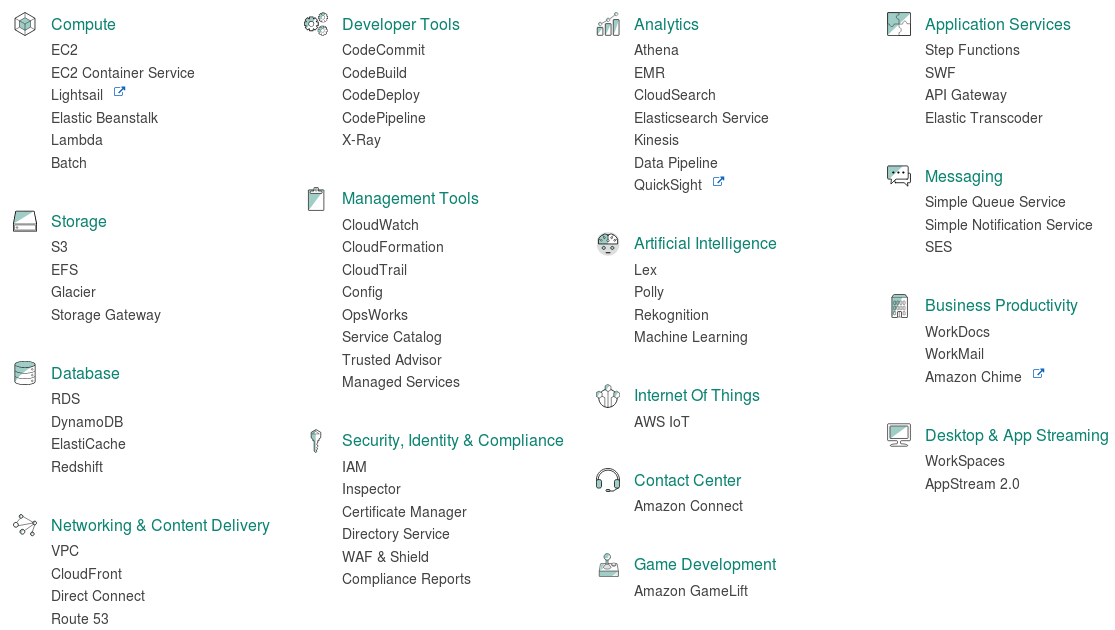 Compute
EC2
EC2 Container Service
Lightsail
Elastic Beanstalk
Lambda
Batch
Storage
S3
EFS
Glacier
Storage Gateway
Database
RDS
DynamoDB
ElastiCache
Redshift
Networking & Content Delivery
VPC
CloudFront
Direct Connect
Route 53
Developer Tools
CodeCommit
CodeBuild
CodeDeploy
CodePipeline
X-Ray
Management Tools
CloudWatch
CloudFormation
CloudTrail
Config
OpsWorks
Service Catalog
Trusted Advisor
Managed Services
Security, Identity & Compliance
IAM
Inspector
Certificate Manager
Directory Service
WAF & Shield
Compliance Reports
Analytics
Athena
EMR
CloudSearch
Elasticsearch Service
Kinesis
Data Pipeline
QuickSight
Artificial Intelligence
Lex
Polly
Rekognition
Machine Learning
Internet Of Things
AWS IoT
Contact Center
Amazon Connect
Game Development
Amazon GameLift
Application Services
Step Functions
SWF
API Gateway
Elastic Transcoder
Messaging
Simple Queue Service
Simple Notification Service
SES
Business Productivity
WorkDocs
WorkMail
Amazon Chime
Desktop & App Streaming
WorkSpaces
AppStream 2.0